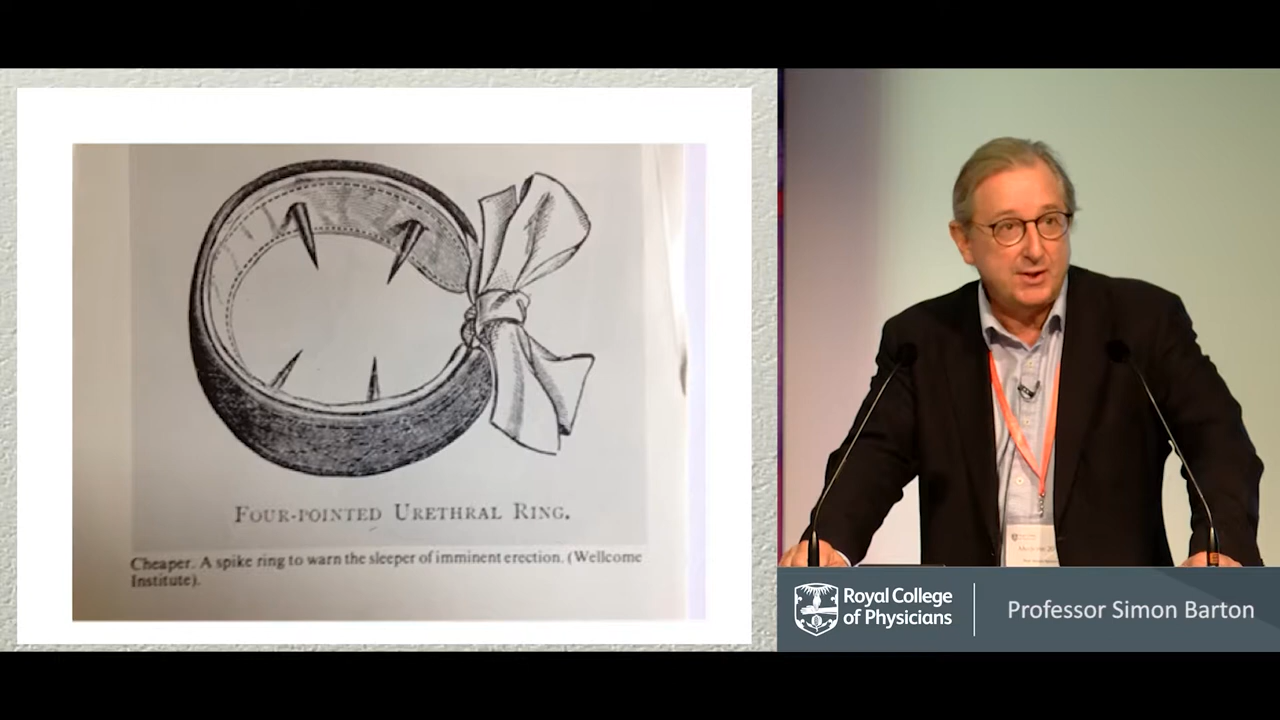 FOUR-POINTED URETHRAL RING.
Cheaper. A spike ring to warn the sleeper of imminent erection. (Wellcome
Institute).
Royal College
of Physicians
Professor Simon Barton